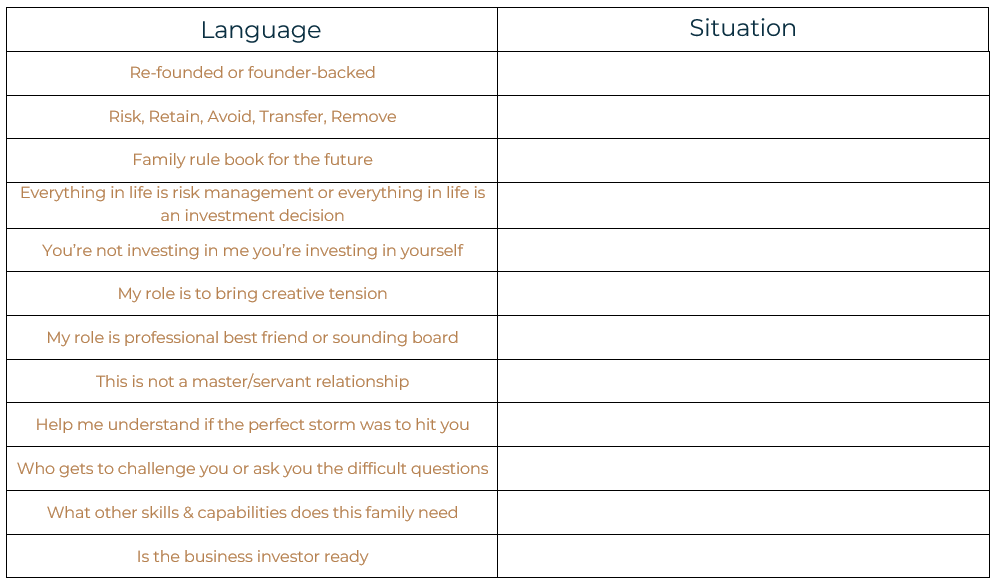 Language
Situation
Re-founded or founder-backed
Risk, Retain, Avoid, Transfer, Remove
Family rule book for the future
Everything in life is risk management or everything in life is
an investment decision
You’re not investing in me you’re investing in yourself
My role is to bring creative tension
My role is professional best friend or sounding board
This is not a master/servant relationship
Help me understand if the perfect storm was to hit you
Who gets to challenge you or ask you the difficult questions
What other skills & capabilities does this family need
Is the business investor ready